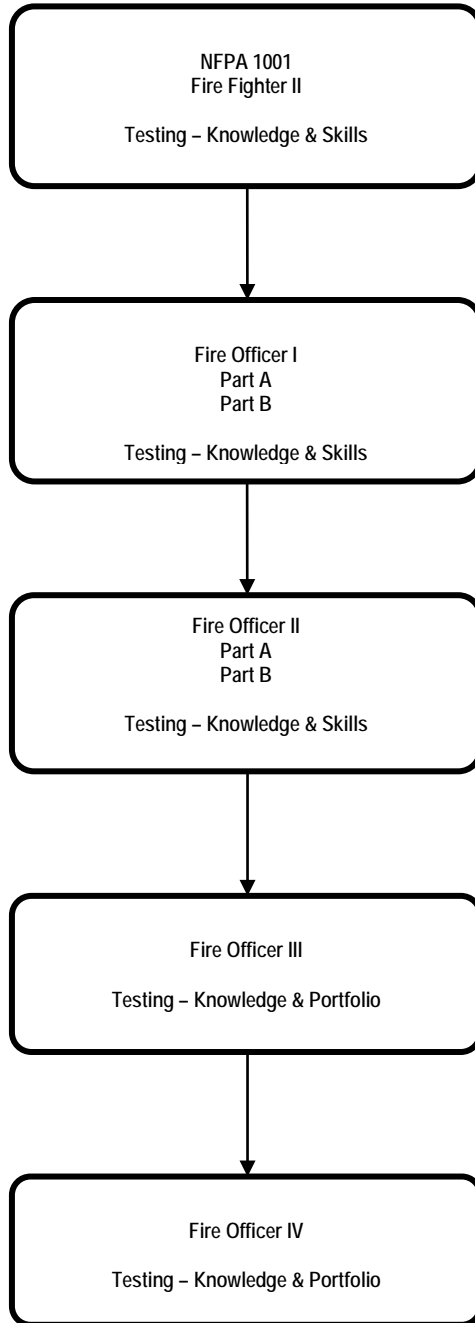 NFPA 1001
Fire Fighter II
Testing – Knowledge & Skills
Fire Officer I
Part A
Part B
Testing – Knowledge & Skills
Fire Officer II
Part A
Part B
Testing – Knowledge & Skills
Fire Officer III
Testing – Knowledge & Portfolio
Fire Officer IV
Testing – Knowledge & Portfolio